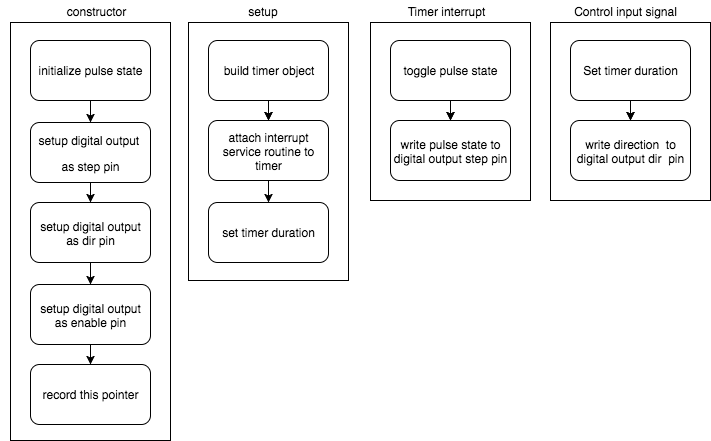 constructor
initialize pulse state
setup digital output
as step pin
setup digital output
as dir pin
setup digital output
as enable pin
record this pointer
setup
build timer object
attach interrupt
service routine to
timer
set timer duration
Timer interrupt
toggle pulse state
write pulse state to
digital output step pin
Control input signal
Set timer duration
write direction to
digital output dir pin